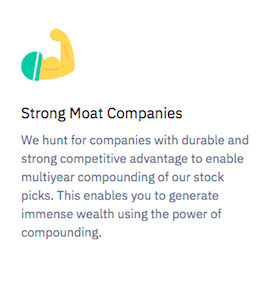 Strong Moat Companies
We hunt for companies with durable and
strong competitive advantage to enable
multiyear compounding of our stock
picks. This enables you to generate
immense wealth using the power of
compounding.